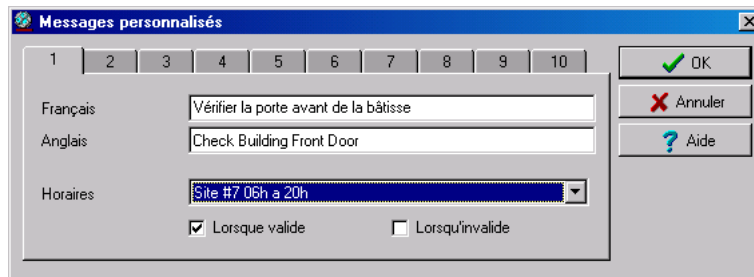 Messages personnalisés
1 2 3 4 5 6 7 8 9 10
OK
Annuler
Aide
Français Vérifier la porte avant de la bâtisse
Anglais Check Building Front Door
Horaires Site #7 06h a 20h
Lorsque valide Lorsqu'invalide